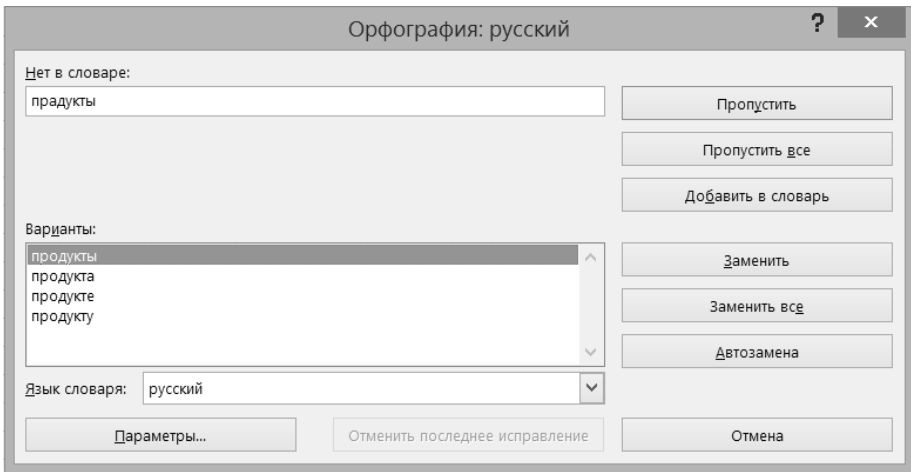 Орфография: русский
?
×
Нет в словаре:
прадукты
Пропустить
Пропустить все
Добавить в словарь
Варианты:
продукты
продукта
продукте
продукту
Заменить
Заменить все
Автозамена
Язык словаря:
русский
Параметры...
Отменить последнее исправление
Отмена